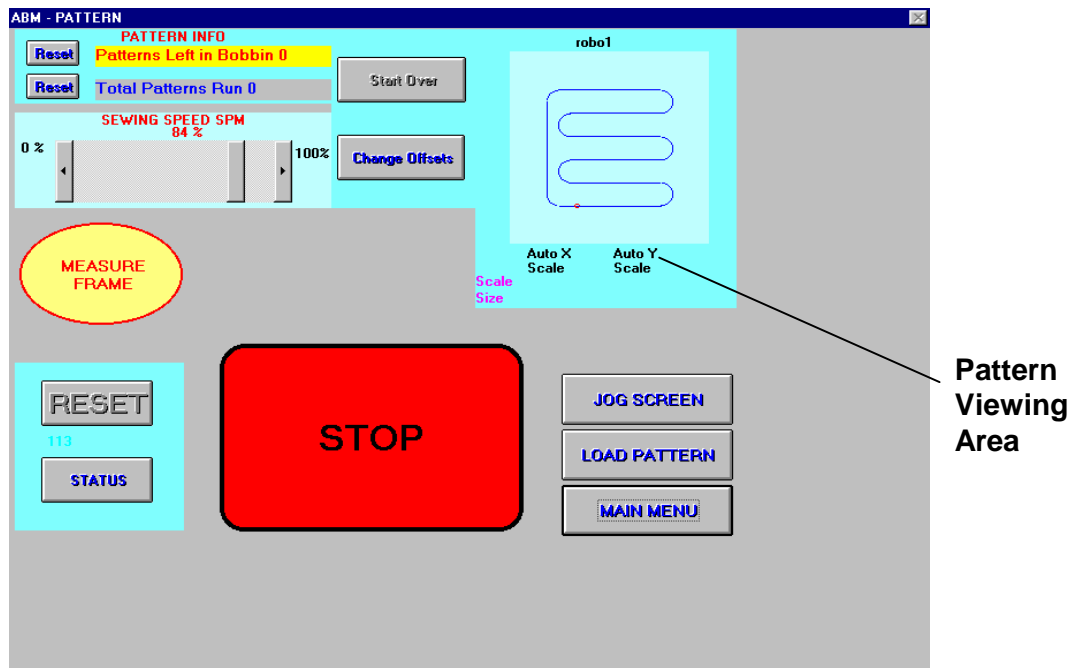 ABM - PATTERN
PATTERN INFO
Reset
Patterns Left in Bobbin 0
Reset
Total Patterns Run 0
Start Over
SEWING SPEED SPM
84 %
0 %
100%
Change Offsets
robo1
Auto X
Scale
Auto Y
Scale
Scale
Size
MEASURE
FRAME
Pattern
Viewing
Area
RESET
113
STATUS
STOP
JOG SCREEN
LOAD PATTERN
MAIN MENU